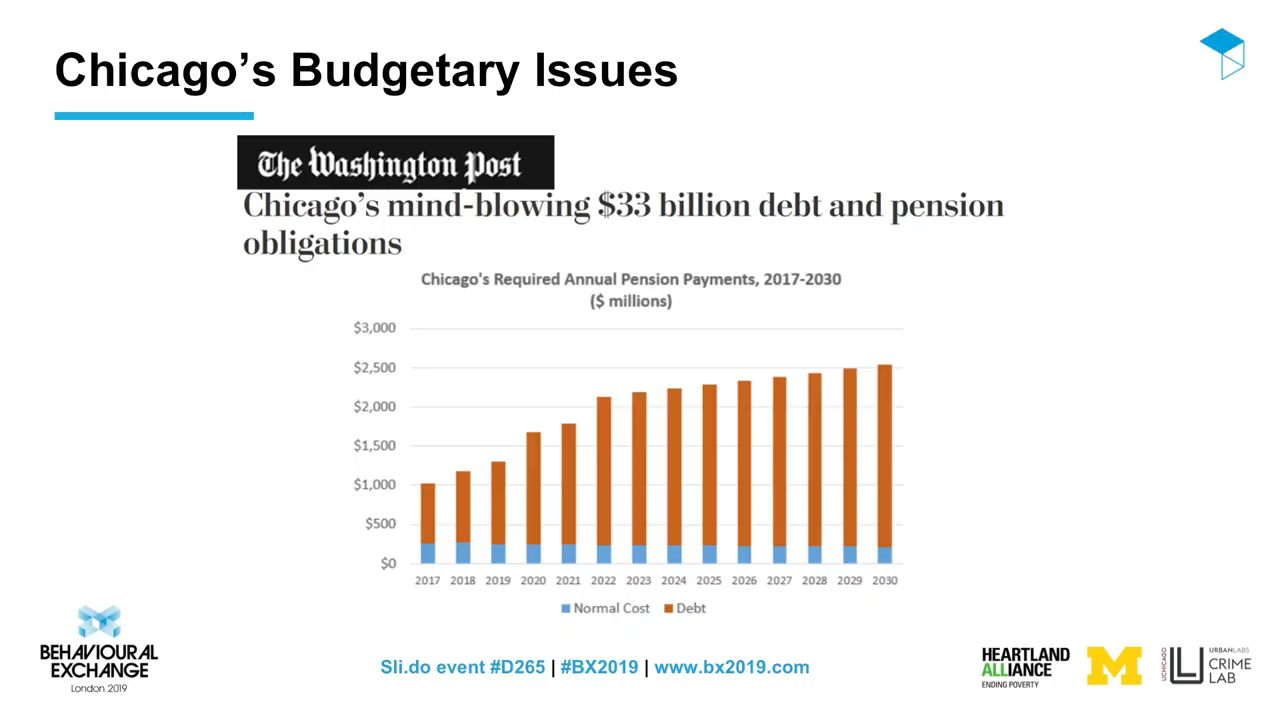 Chicago’s Budgetary Issues
The Washington Post
Chicago’s mind-blowing $33 billion debt and pension
obligations
Chicago's Required Annual Pension Payments, 2017-2030
($ millions)
$3,000
$2,500
$2,000
$1,500
$1,000
$500
$0
2017 2018 2019 2020 2021 2022 2023 2024 2025 2026 2027 2028 2029 2030
Normal Cost Debt
BEHAVIOURAL
EXCHANGE
London 2019
Sli.do event #D265 | #BX2019 | www.bx2019.com
HEARTLAND
ALLIANCE
ENDING POVERTY
M
UCHICAGO
URBANLABS
CRIME
LAB